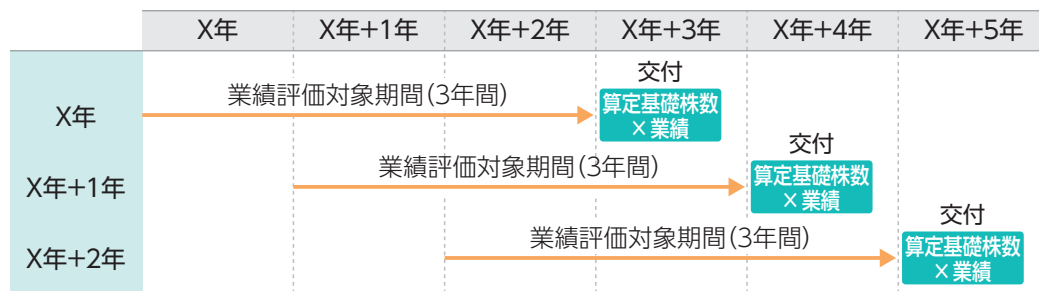 X年 X年+1年 X年+2年 X年+3年 X年+4年 X年+5年
X年
業績評価対象期間(3年間)
交付
算定基礎株数
×業績
X年+1年
業績評価対象期間(3年間)
交付
算定基礎株数
×業績
X年+2年
業績評価対象期間(3年間)
交付
算定基礎株数
×業績